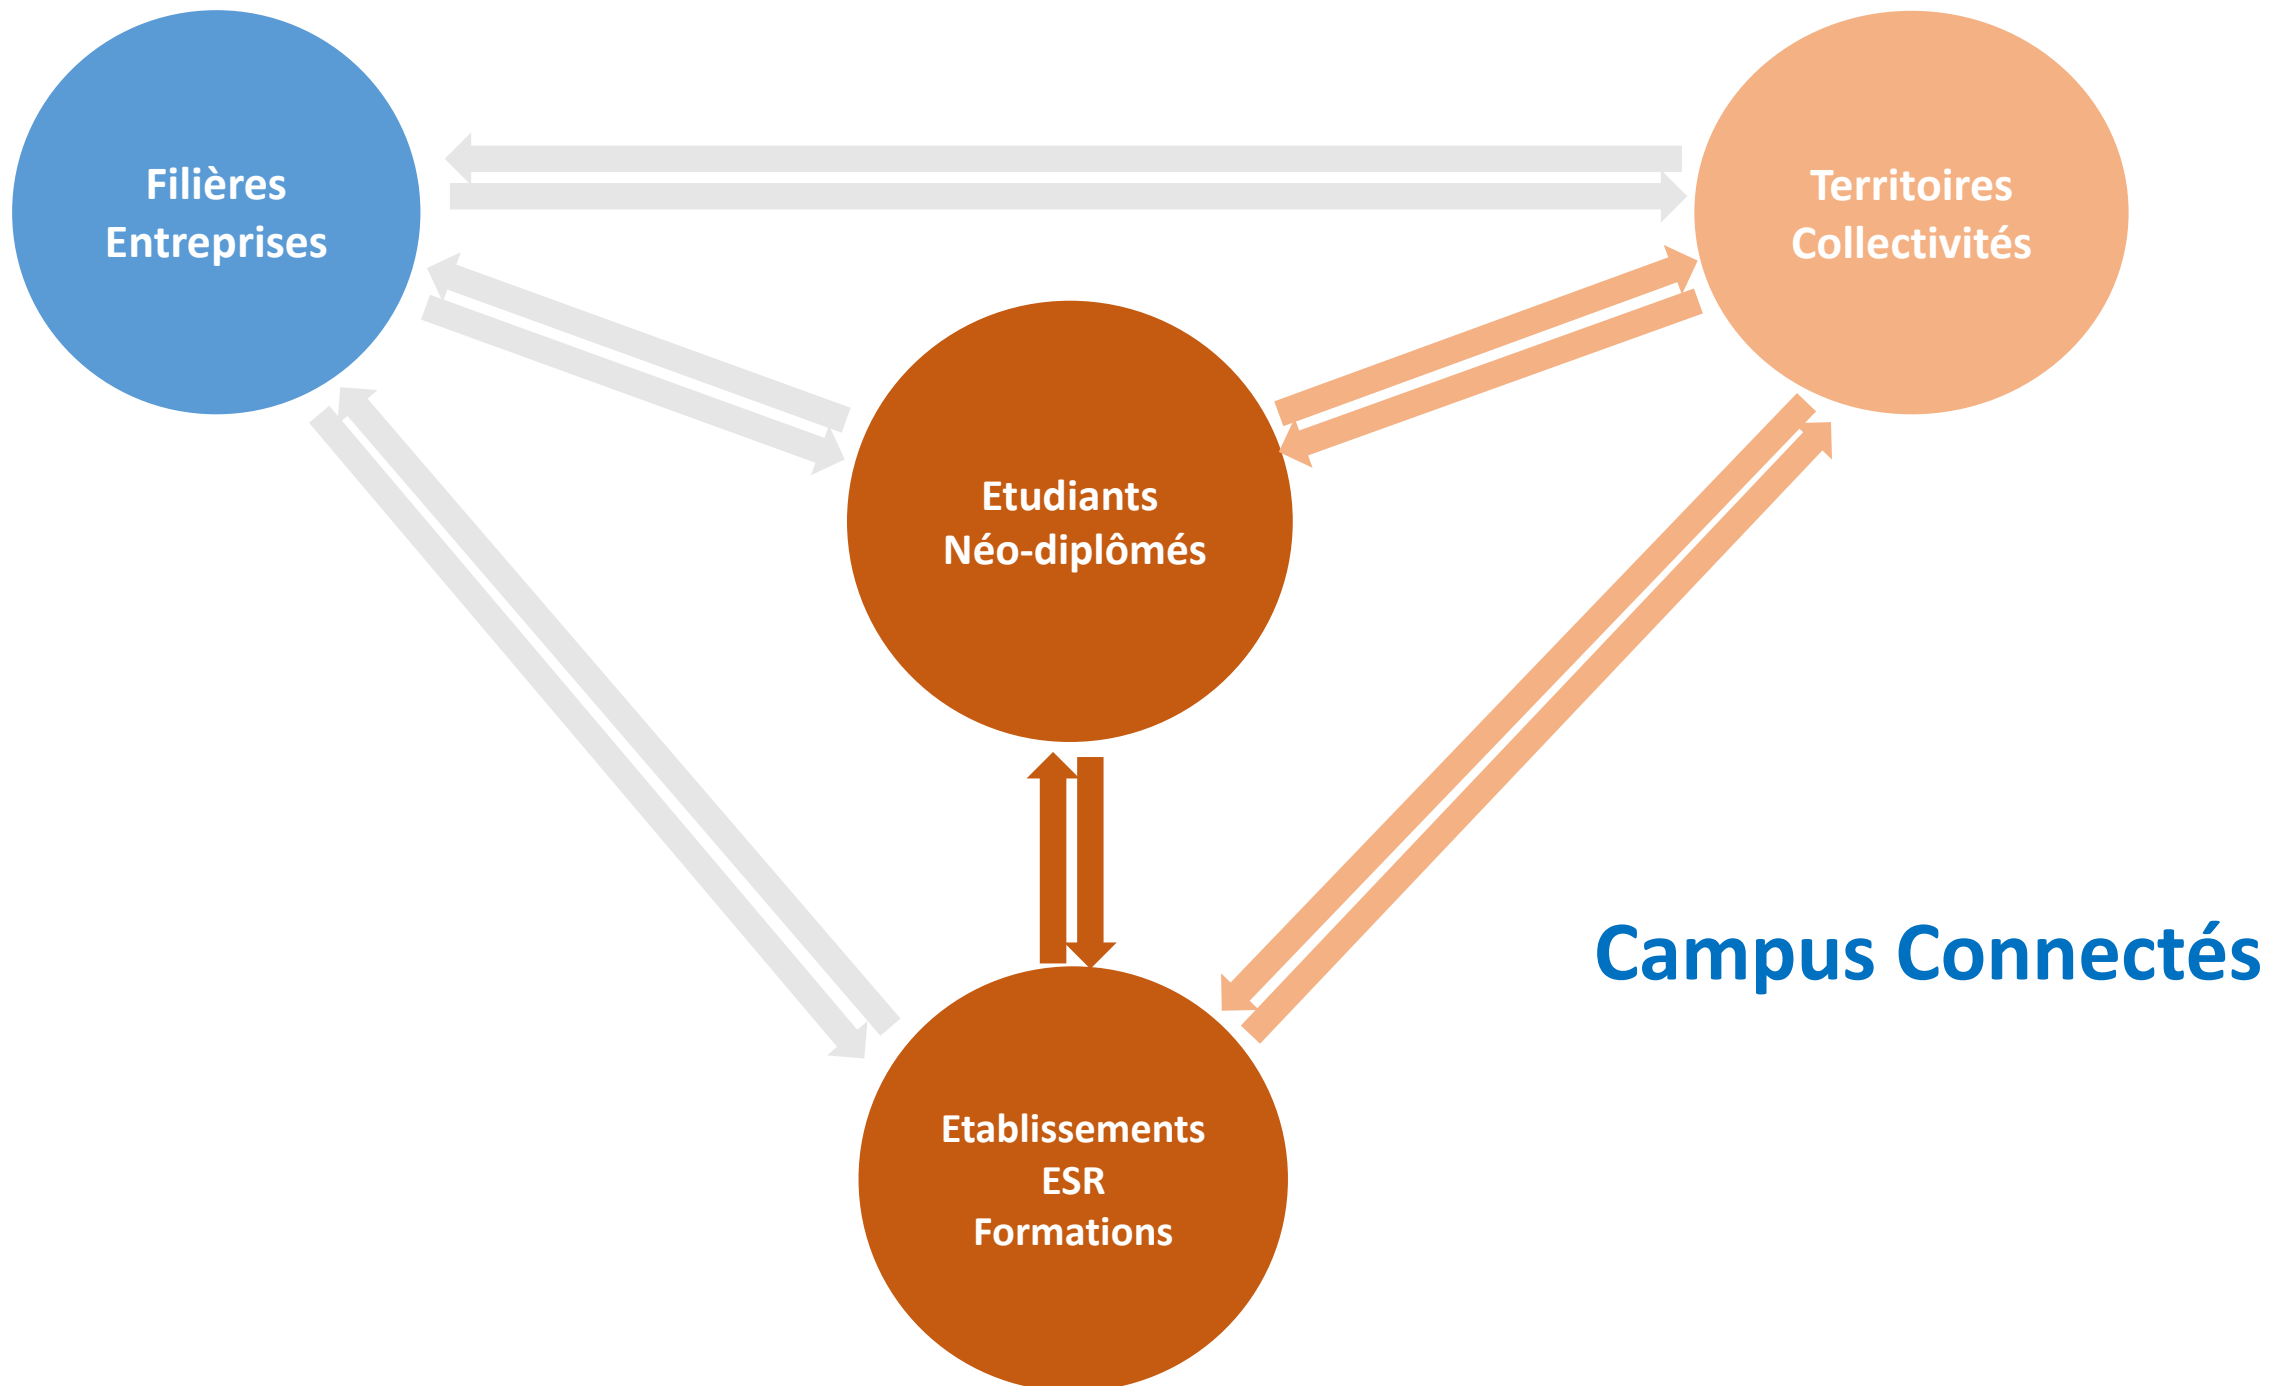 Filières
Entreprises
Territoires
Collectivités
Etudiants
Néo-diplômés
Campus Connectés
Etablissements
ESR
Formations